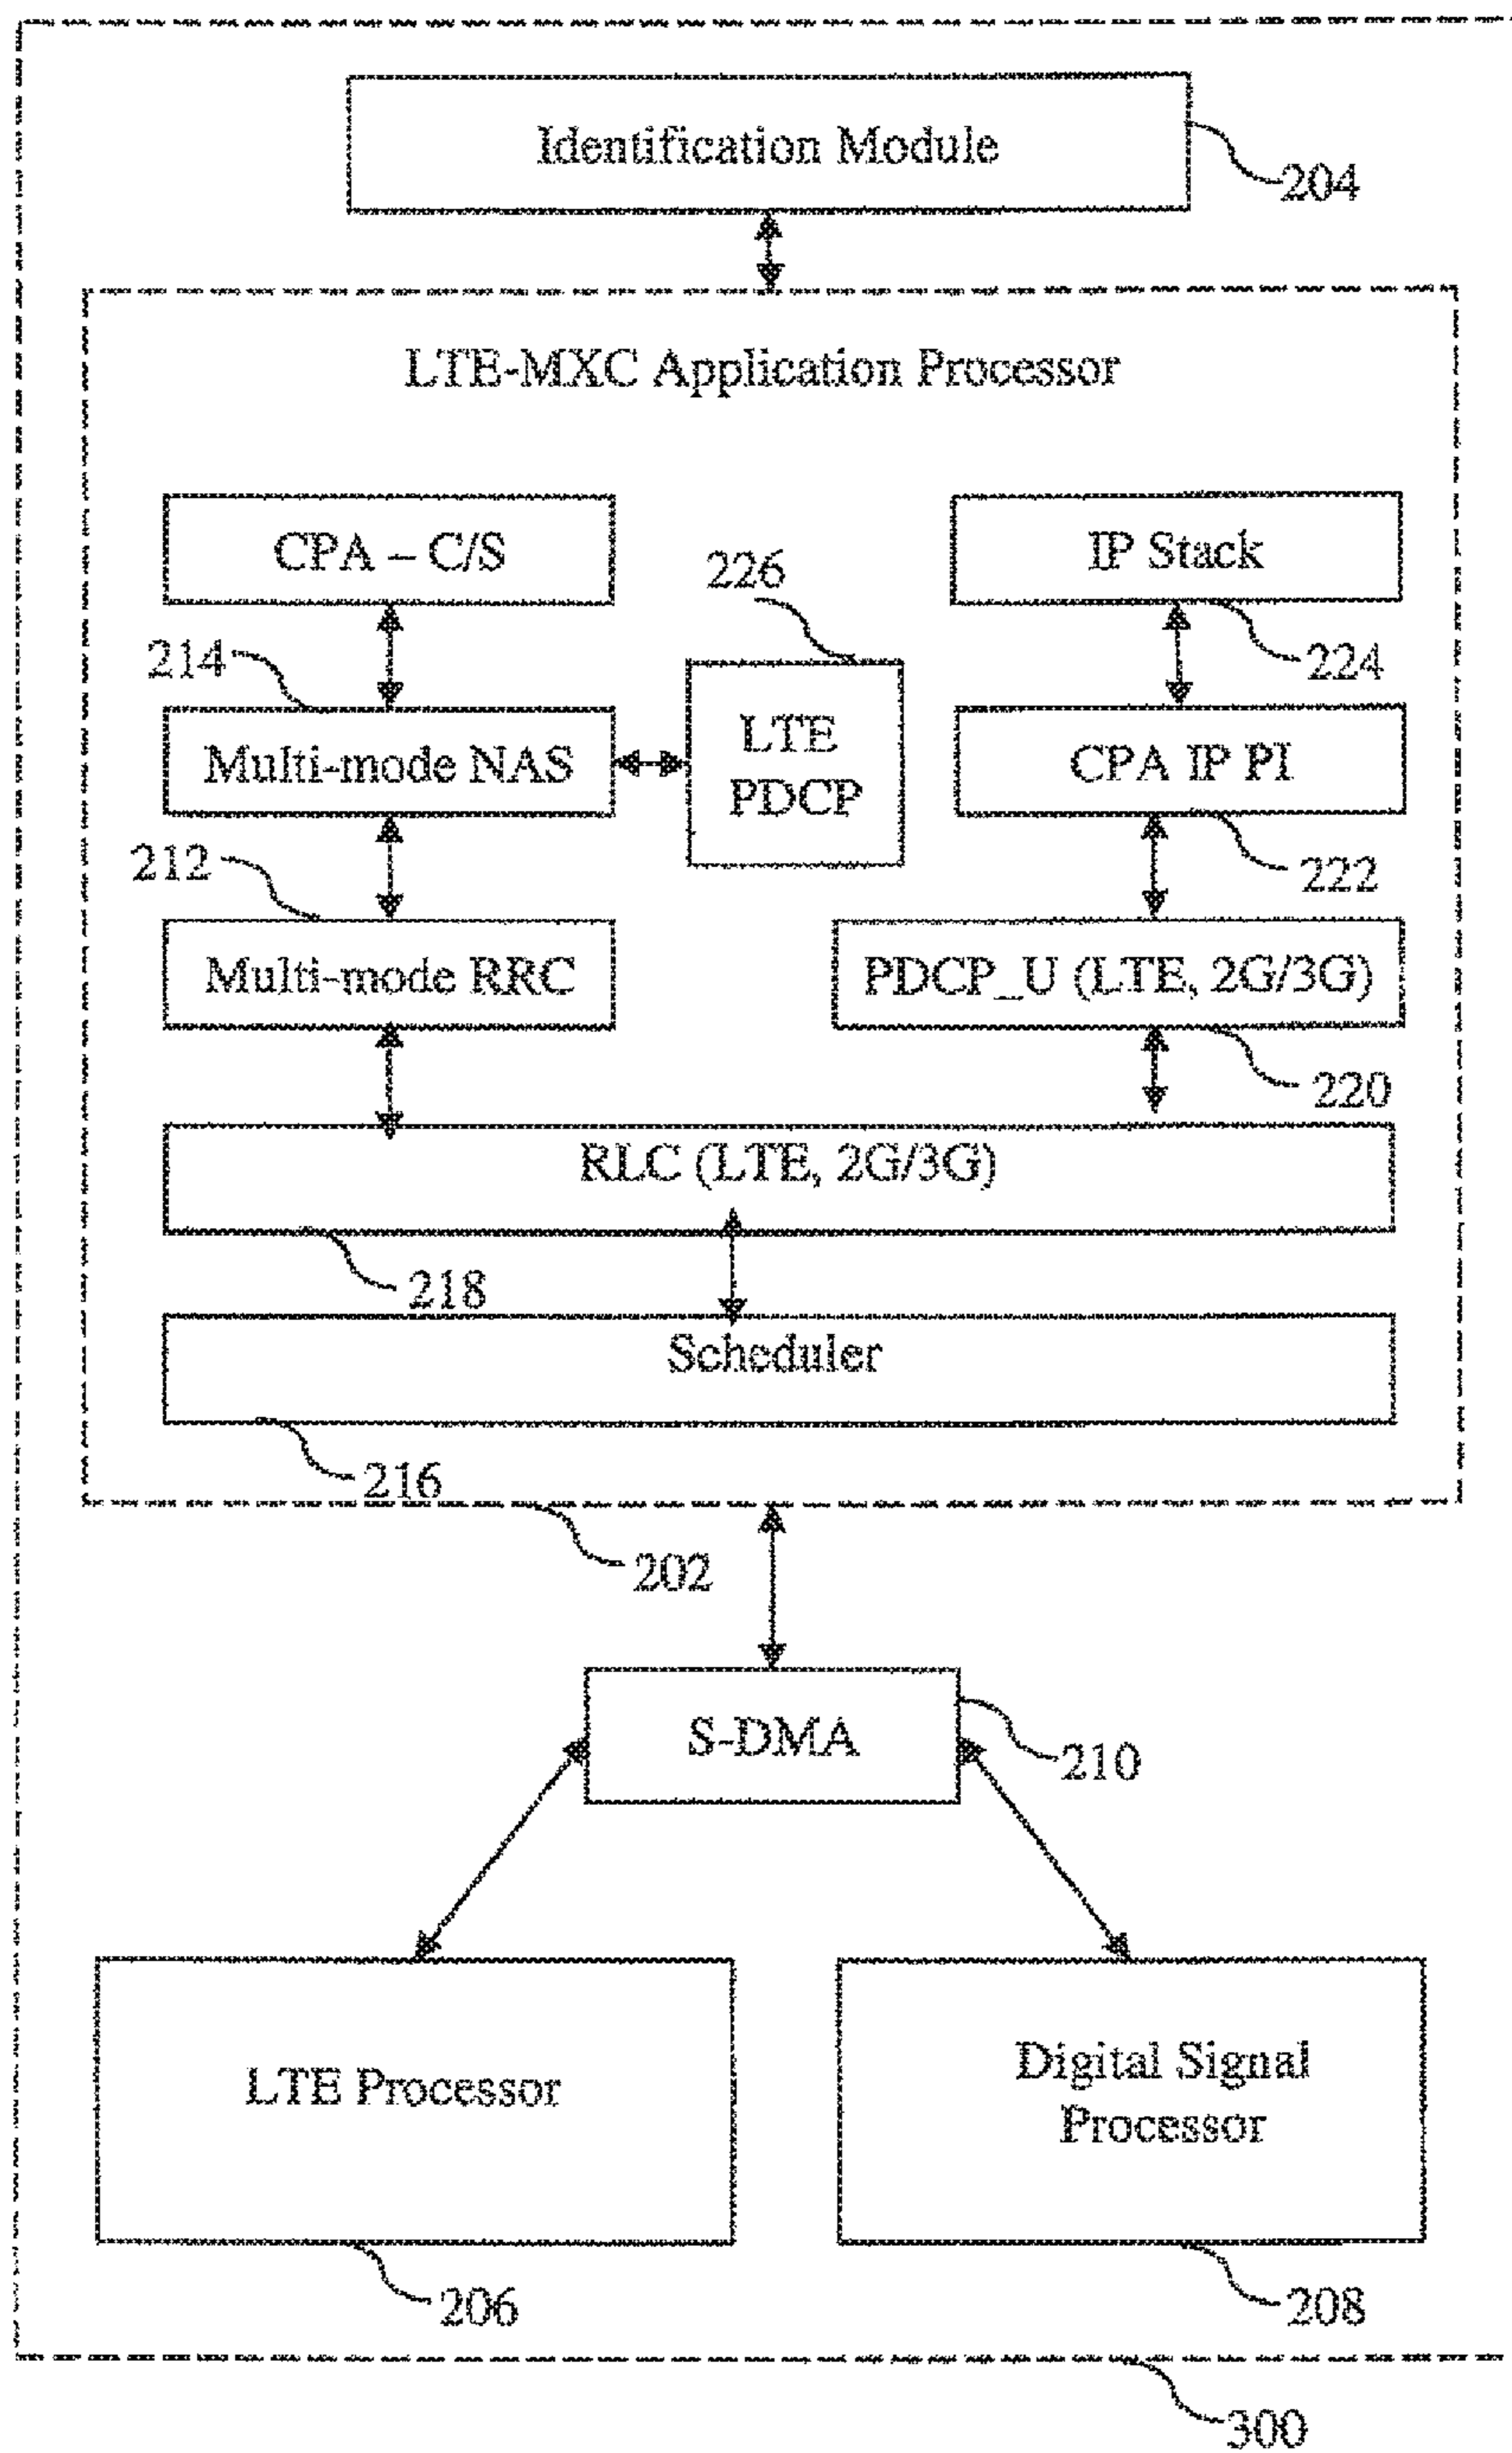 Identification Module
204
LTE-MXC Application Processor
CPA – C/S
IP Stack
226
214
224
Multi-mode NAS
LTE
PDCP
CPA IP PI
212
222
Multi-mode RRC
PDCP_U (LTE, 2G/3G)
220
RLC (LTE, 2G/3G)
218
Scheduler
216
202
S-DMA
210
LTE Processor
Digital Signal
Processor
206
208
300